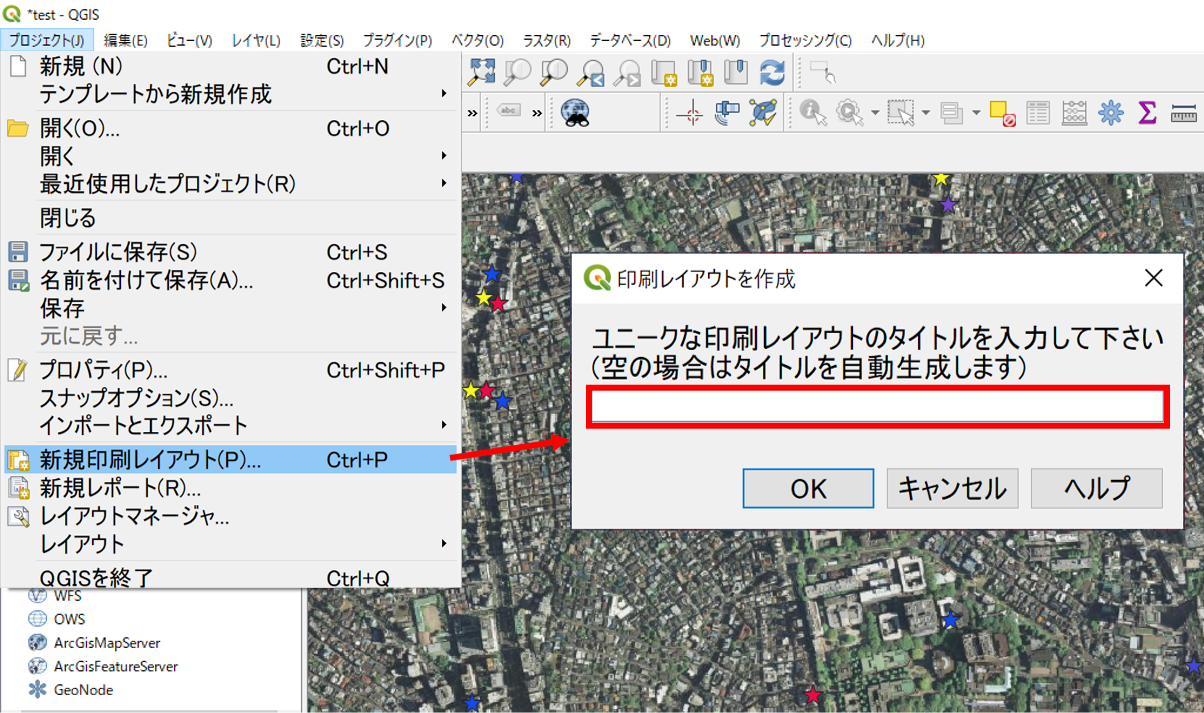 *test - QGIS
プロジェクト(J) 編集(E) ビュー(V) レイヤ(L) 設定(S) プラグイン(P) ベクタ(O) ラスタ(R) データベース(D) Web(W) プロセッシング(C) ヘルプ(H)
新規 (N) Ctrl+N
テンプレートから新規作成
開く(O)... Ctrl+O
開く
最近使用したプロジェクト(R)
閉じる
ファイルに保存(S) Ctrl+S
名前を付けて保存(A)... Ctrl+Shift+S
保存
元に戻す...
プロパティ(P)... Ctrl+Shift+P
スナップオプション(S)...
インポートとエクスポート
新規印刷レイアウト(P)... Ctrl+P
新規レポート(R)...
レイアウトマネージャ...
レイアウト
QGISを終了 Ctrl+Q
WFS
OWS
ArcGisMapServer
ArcGisFeatureServer
GeoNode
abc
印刷レイアウトを作成
ユニークな印刷レイアウトのタイトルを入力して下さい
(空の場合はタイトルを自動生成します)
OK キャンセル ヘルプ